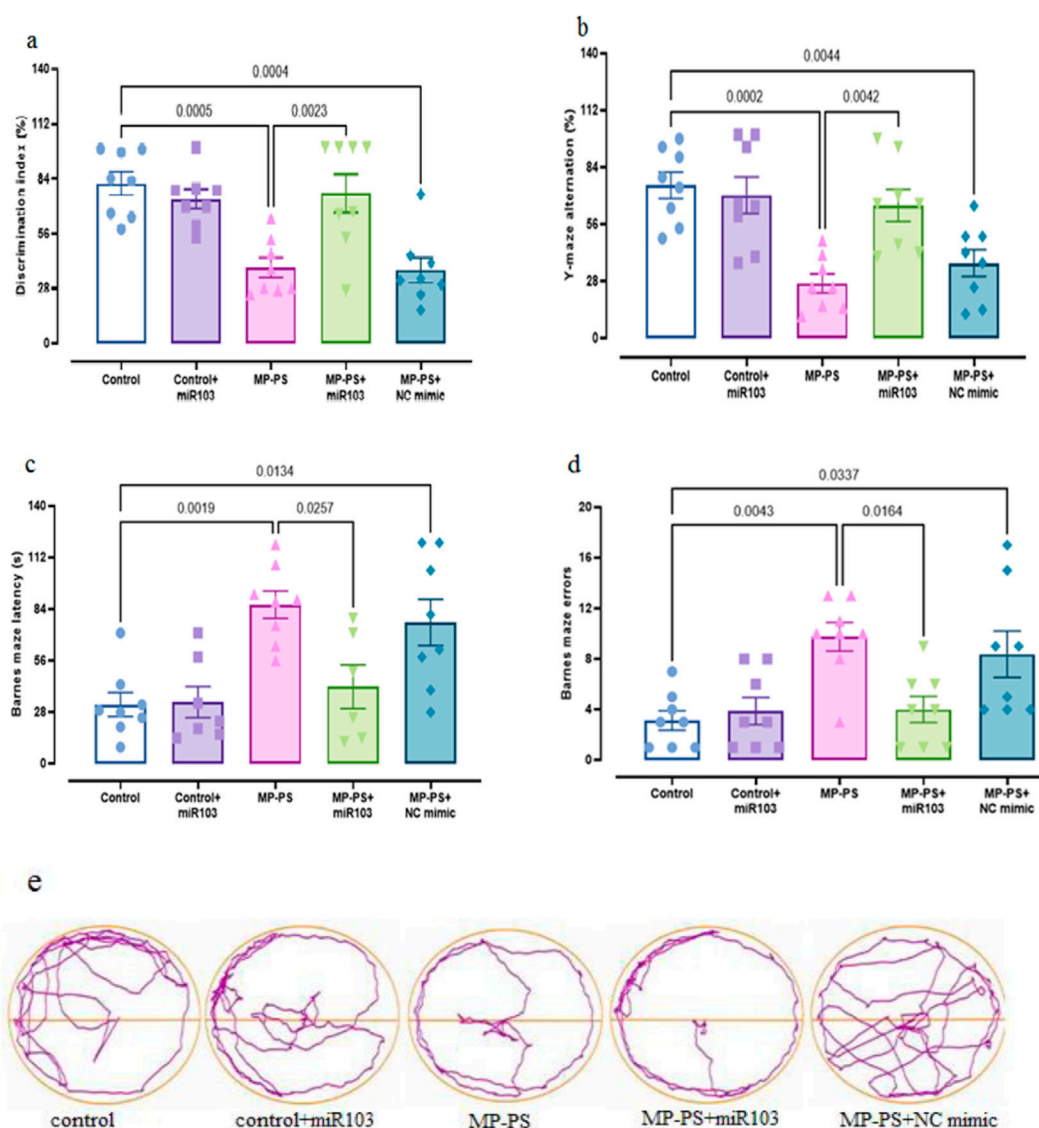 a
0.0004
0.0005
0.0023
Discrimination index (%)
140
112
84
56
28
0
Control
Control+
miR103
MP-PS
MP-PS+
miR103
MP-PS+
NC mimic
b
0.0044
0.0002
0.0042
Y-maze alternation (%)
140
112
84
56
28
0
Control
Control+
miR103
MP-PS
MP-PS+
miR103
MP-PS+
NC mimic
c
0.0134
0.0019
0.0257
Barnes maze latency (s)
140
112
84
56
28
0
Control
Control+
miR103
MP-PS
MP-PS+
miR103
MP-PS+
NC mimic
d
0.0337
0.0043
0.0164
Barnes maze errors
20
16
12
8
4
0
Control
Control+
miR103
MP-PS
MP-PS+
miR103
MP-PS+
NC mimic
e
control
control+miR103
MP-PS
MP-PS+miR103
MP-PS+NC mimic